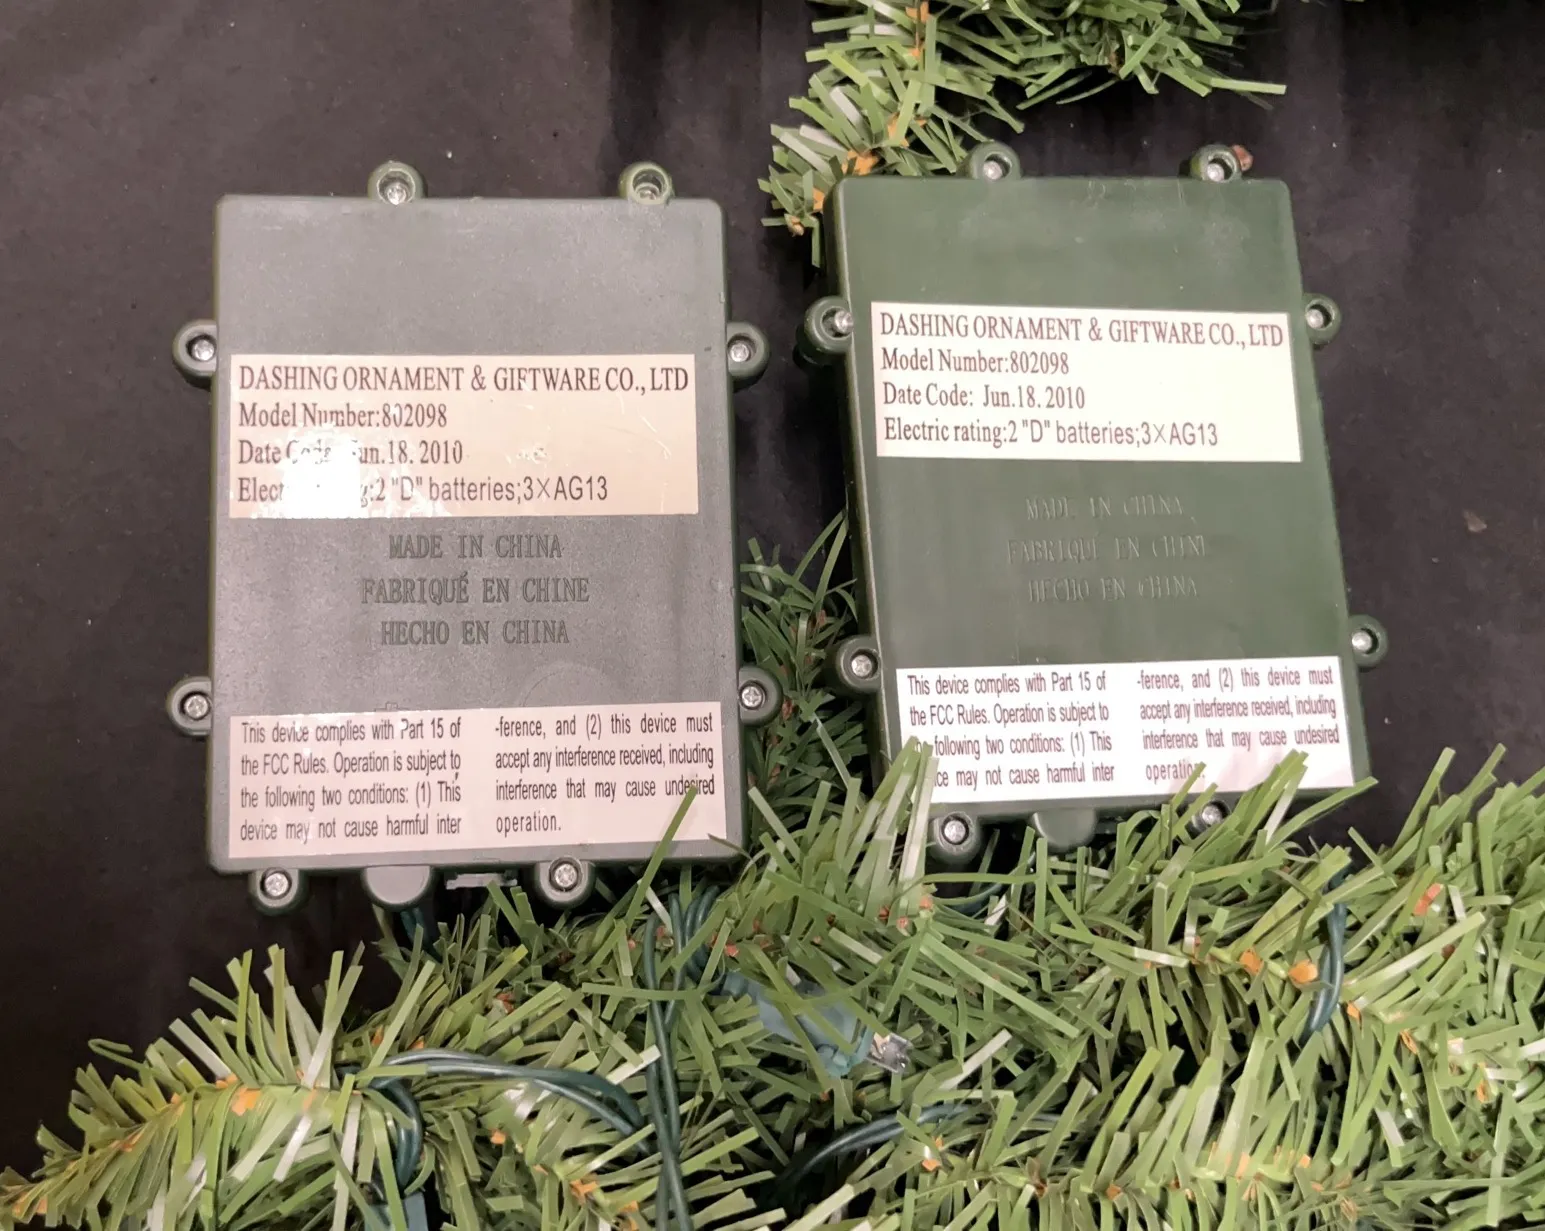 DASHING ORNAMENT & GIFTWARE CO., LTD
Model Number:802098
Date Code: Jun.18, 2010
2 "D" batteries;3×AG13
MADE IN CHINA
FABRIQUÉ EN CHINE
HECHO EN CHINA
This device complies with Part 15 of
the FCC Rules. Operation is subject to
the following two conditions: (1) This
device may not cause harmful inter
-ference, and (2) this device must
accept any interference received, including
interference that may cause undesired
operation.
DASHING ORNAMENT & GIFTWARE CO., LTD
Model Number:802098
Date Code: Jun.18, 2010
Electric rating:2 "D" batteries;3×AG13
MADE IN CHINA
FABRIQUÉ EN CHINE
HECHO EN CHINA
This device complies with Part 15 of
the FCC Rules. Operation is subject to
following two conditions: (1) This
may not cause harmful inter
-ference, and (2) this device must
accept any interference received, including
interference that may cause undesired
operation.